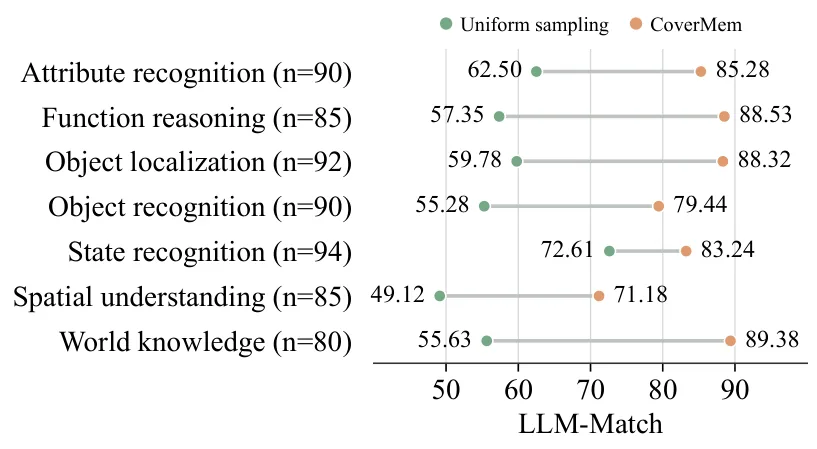 Uniform sampling CoverMem
Attribute recognition (n=90) 62.50 85.28
Function reasoning (n=85) 57.35 88.53
Object localization (n=92) 59.78 88.32
Object recognition (n=90) 55.28 79.44
State recognition (n=94) 72.61 83.24
Spatial understanding (n=85) 49.12 71.18
World knowledge (n=80) 55.63 89.38
50 60 70 80 90
LLM-Match